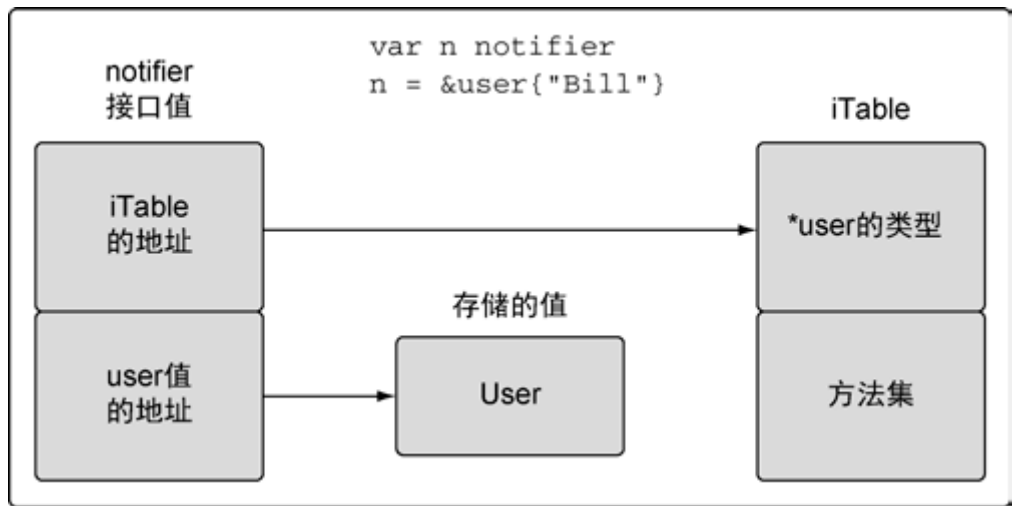 var n notifier
n = &user{"Bill"}
notifier
接口值
iTable
iTable
的地址
*user的类型
存储的值
user值
的地址
User
方法集